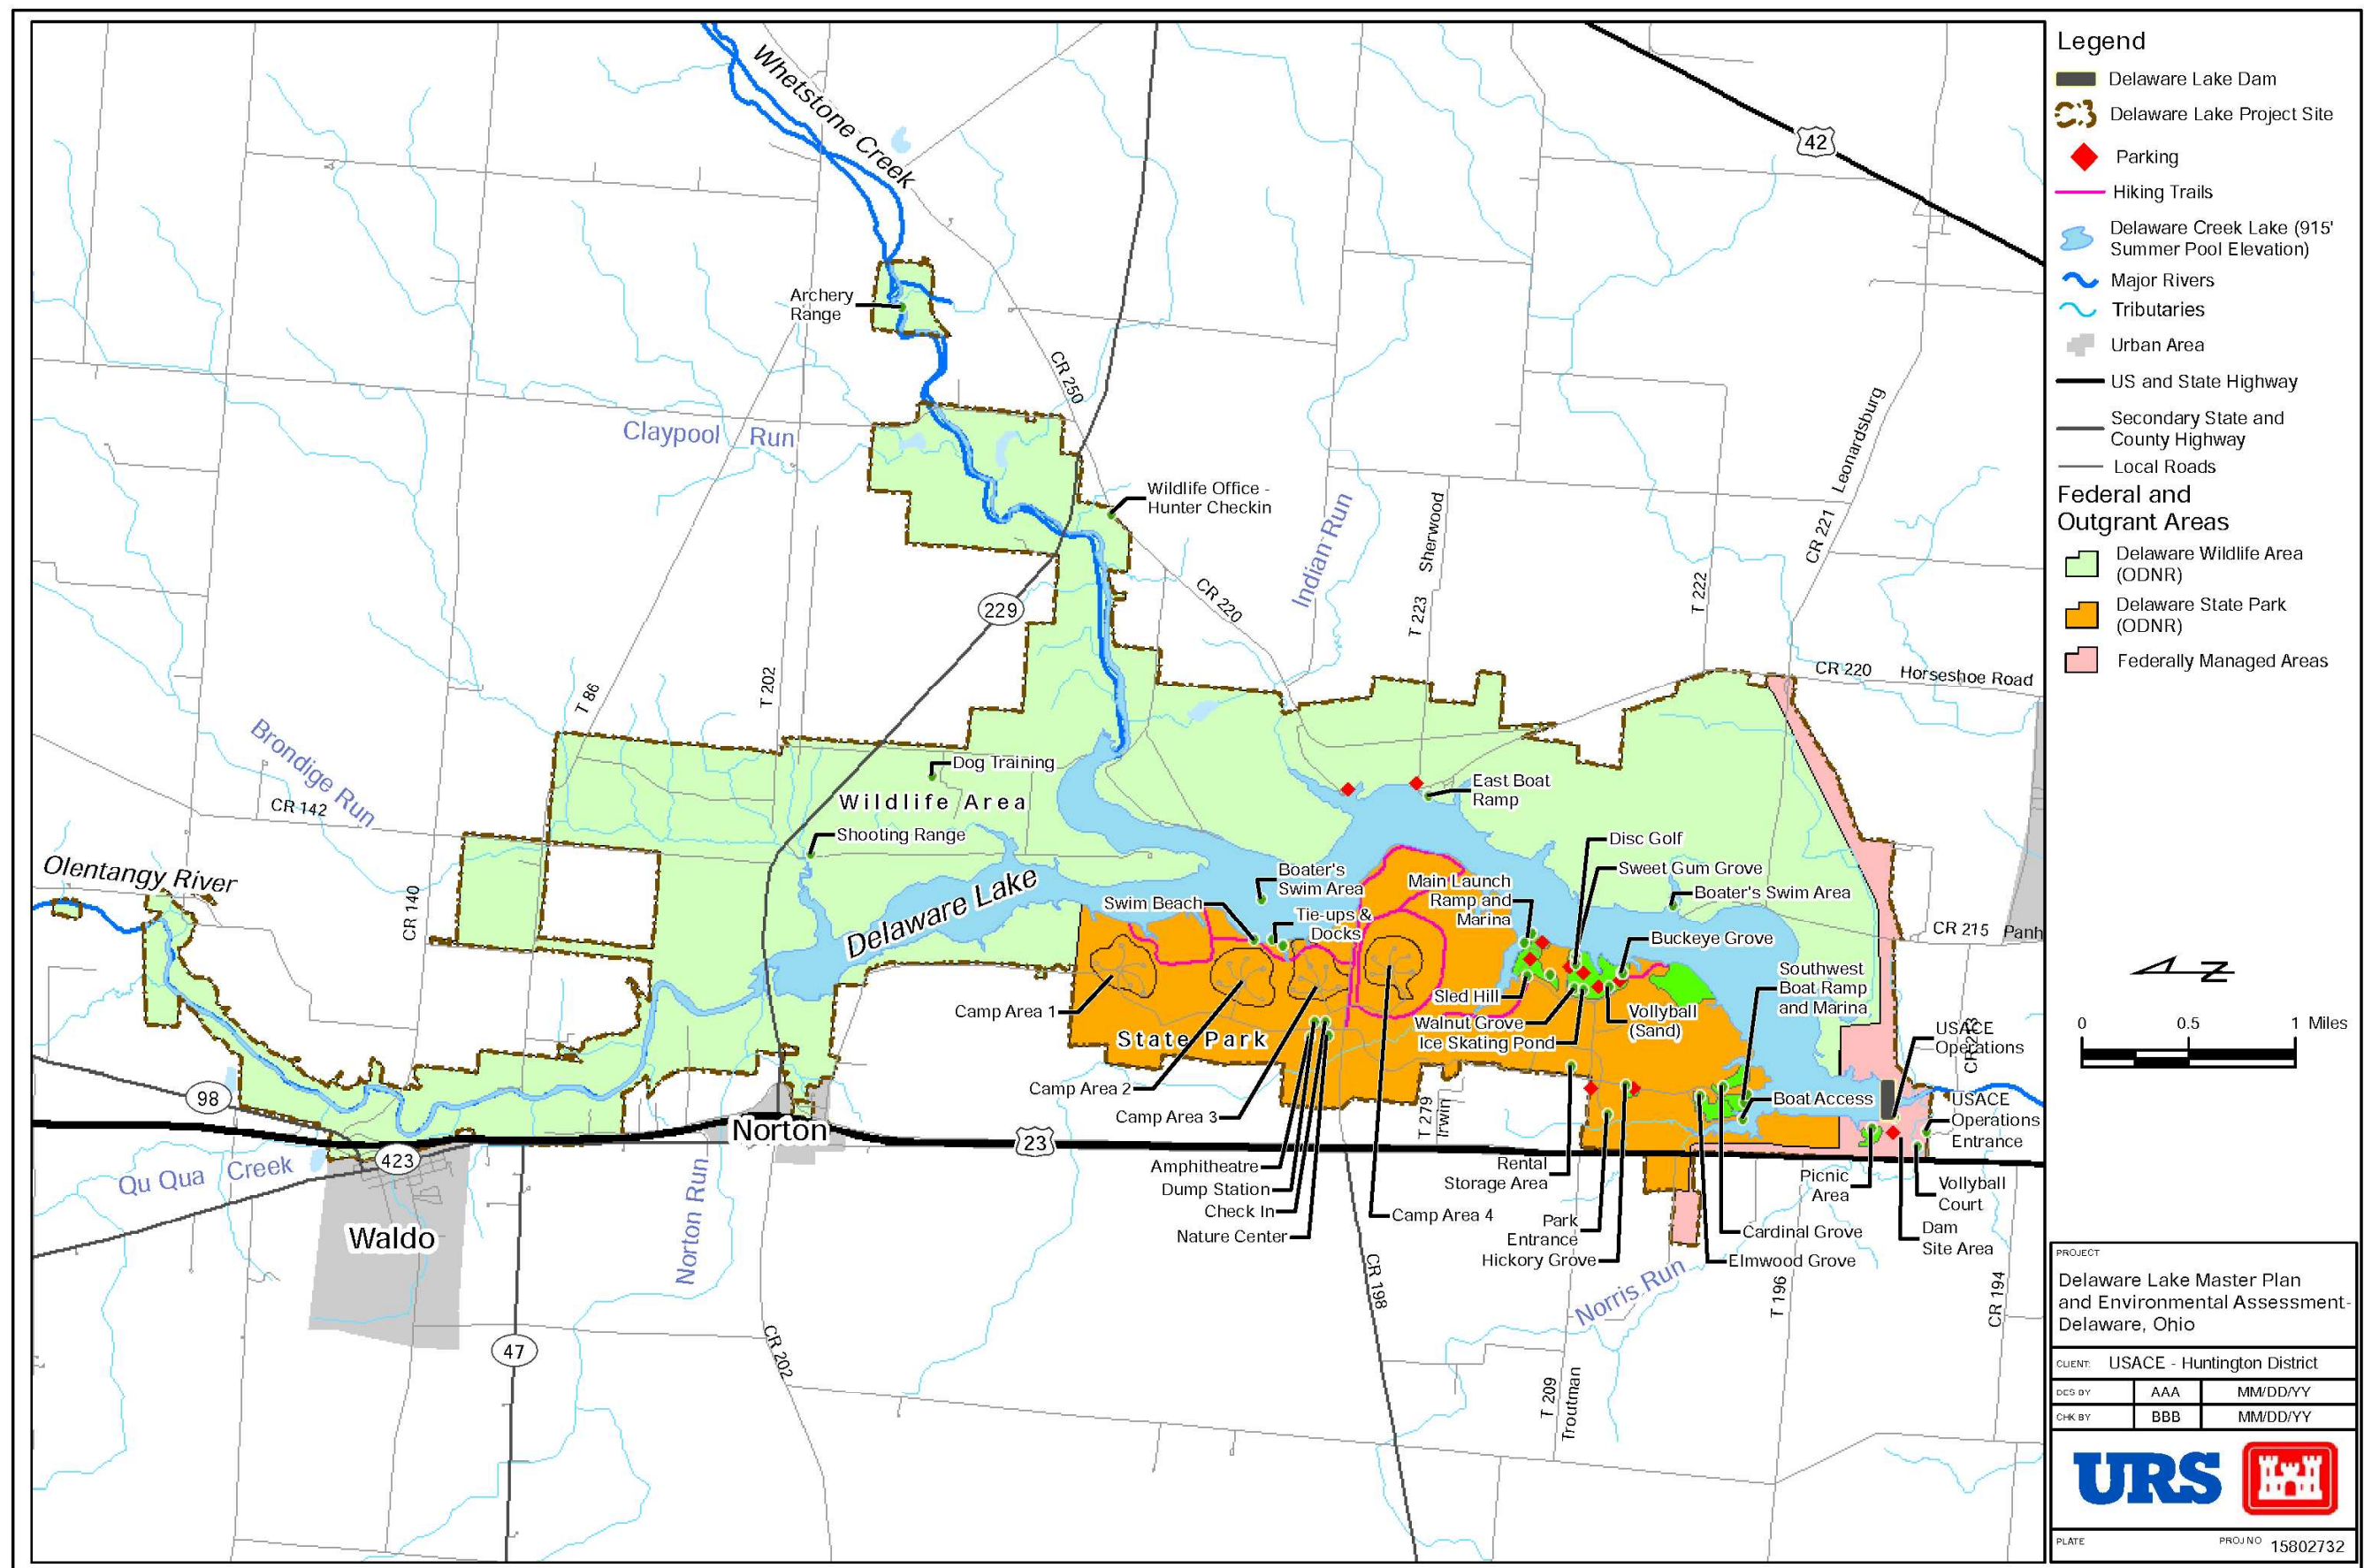 Whetstone Creek
42
Archery
Range
CR 250
Claypool Run
Wildlife Office -
Hunter Checkin
Indian Run
Sherwood
T 223
T 222
Leonardsburg
CR 221
CR 220
229
T 202
T 86
CR 220 Horseshoe Road
Brondige Run
CR 142
Dog Training
Wildlife Area
Shooting Range
East Boat
Ramp
Disc Golf
Sweet Gum Grove
Boater's Swim Area
Olentangy River
CR 140
Delaware Lake
Boater's
Swim Area
Swim Beach
Tie-ups &
Docks
Main Launch
Ramp and
Marina
Buckeye Grove
CR 215 Panh
Southwest
Boat Ramp
and Marina
Camp Area 1
State Park
Sled Hill
Walnut Grove
Ice Skating Pond
Vollyball
(Sand)
USACE
Operations
Camp Area 2
Camp Area 3
98
Norton
23
T 279
Irwin
Boat Access
USACE
Operations
Entrance
423
Qu Qua Creek
Waldo
Norton Run
Amphitheatre
Dump Station
Check In
Nature Center
Camp Area 4
Rental
Storage Area
Park
Entrance
Hickory Grove
Picnic
Area
Vollyball
Court
Dam
Site Area
Cardinal Grove
Elmwood Grove
Norris Run
CR 198
T 196
CR 194
47
CR 202
T 209
Troutman
Legend
Delaware Lake Dam
Delaware Lake Project Site
Parking
Hiking Trails
Delaware Creek Lake (915'
Summer Pool Elevation)
Major Rivers
Tributaries
Urban Area
US and State Highway
Secondary State and
County Highway
Local Roads
Federal and
Outgrant Areas
Delaware Wildlife Area
(ODNR)
Delaware State Park
(ODNR)
Federally Managed Areas
N
0 0.5 1 Miles
PROJECT
Delaware Lake Master Plan
and Environmental Assessment-
Delaware, Ohio
CLIENT: USACE - Huntington District
DES BY AAA MM/DD/YY
CHK BY BBB MM/DD/YY
URS
PLATE PROJ NO 15802732